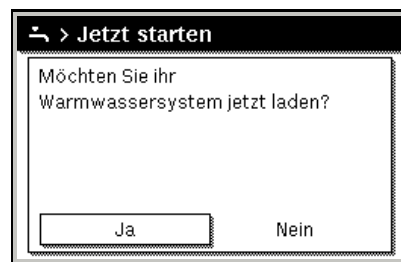 > Jetzt starten
Möchten Sie ihr
Warmwassersystem jetzt laden?
Ja
Nein